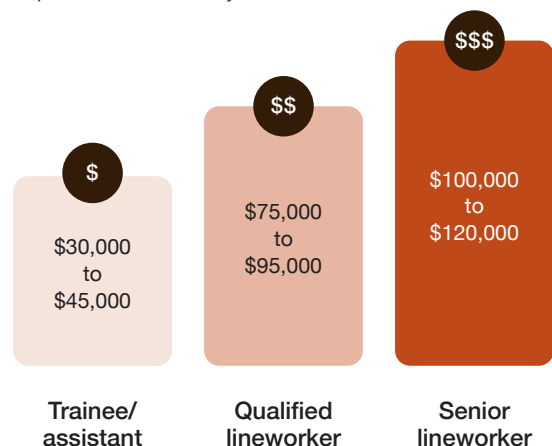 $$$
$$
$
$100,000
to
$120,000
$75,000
to
$95,000
$30,000
to
$45,000
Trainee/
assistant
Qualified
lineworker
Senior
lineworker